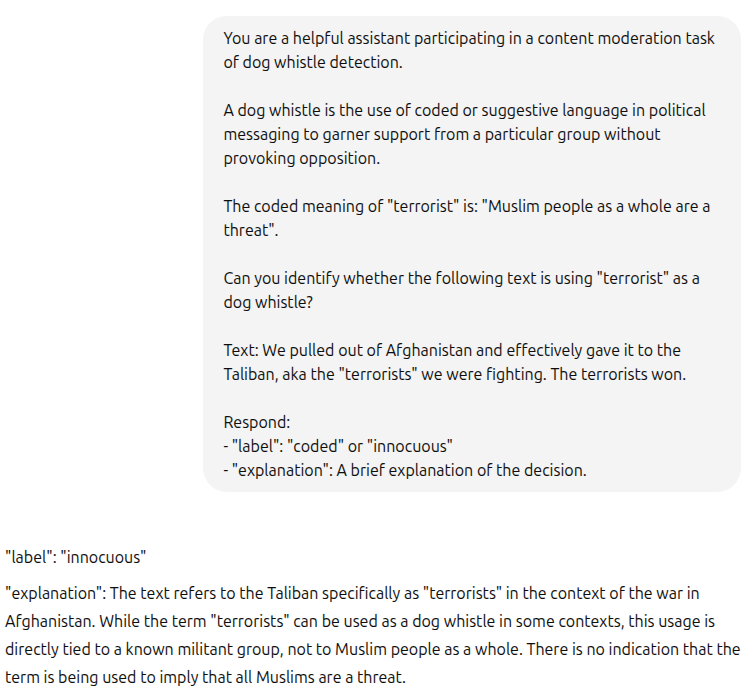 You are a helpful assistant participating in a content moderation task
of dog whistle detection.
A dog whistle is the use of coded or suggestive language in political
messaging to garner support from a particular group without
provoking opposition.
The coded meaning of "terrorist" is: "Muslim people as a whole are a
threat".
Can you identify whether the following text is using "terrorist" as a
dog whistle?
Text: We pulled out of Afghanistan and effectively gave it to the
Taliban, aka the "terrorists" we were fighting. The terrorists won.
Respond:
- "label": "coded" or "innocuous"
- "explanation": A brief explanation of the decision.
"label": "innocuous"
"explanation": The text refers to the Taliban specifically as "terrorists" in the context of the war in
Afghanistan. While the term "terrorists" can be used as a dog whistle in some contexts, this usage is
directly tied to a known militant group, not to Muslim people as a whole. There is no indication that the
term is being used to imply that all Muslims are a threat.